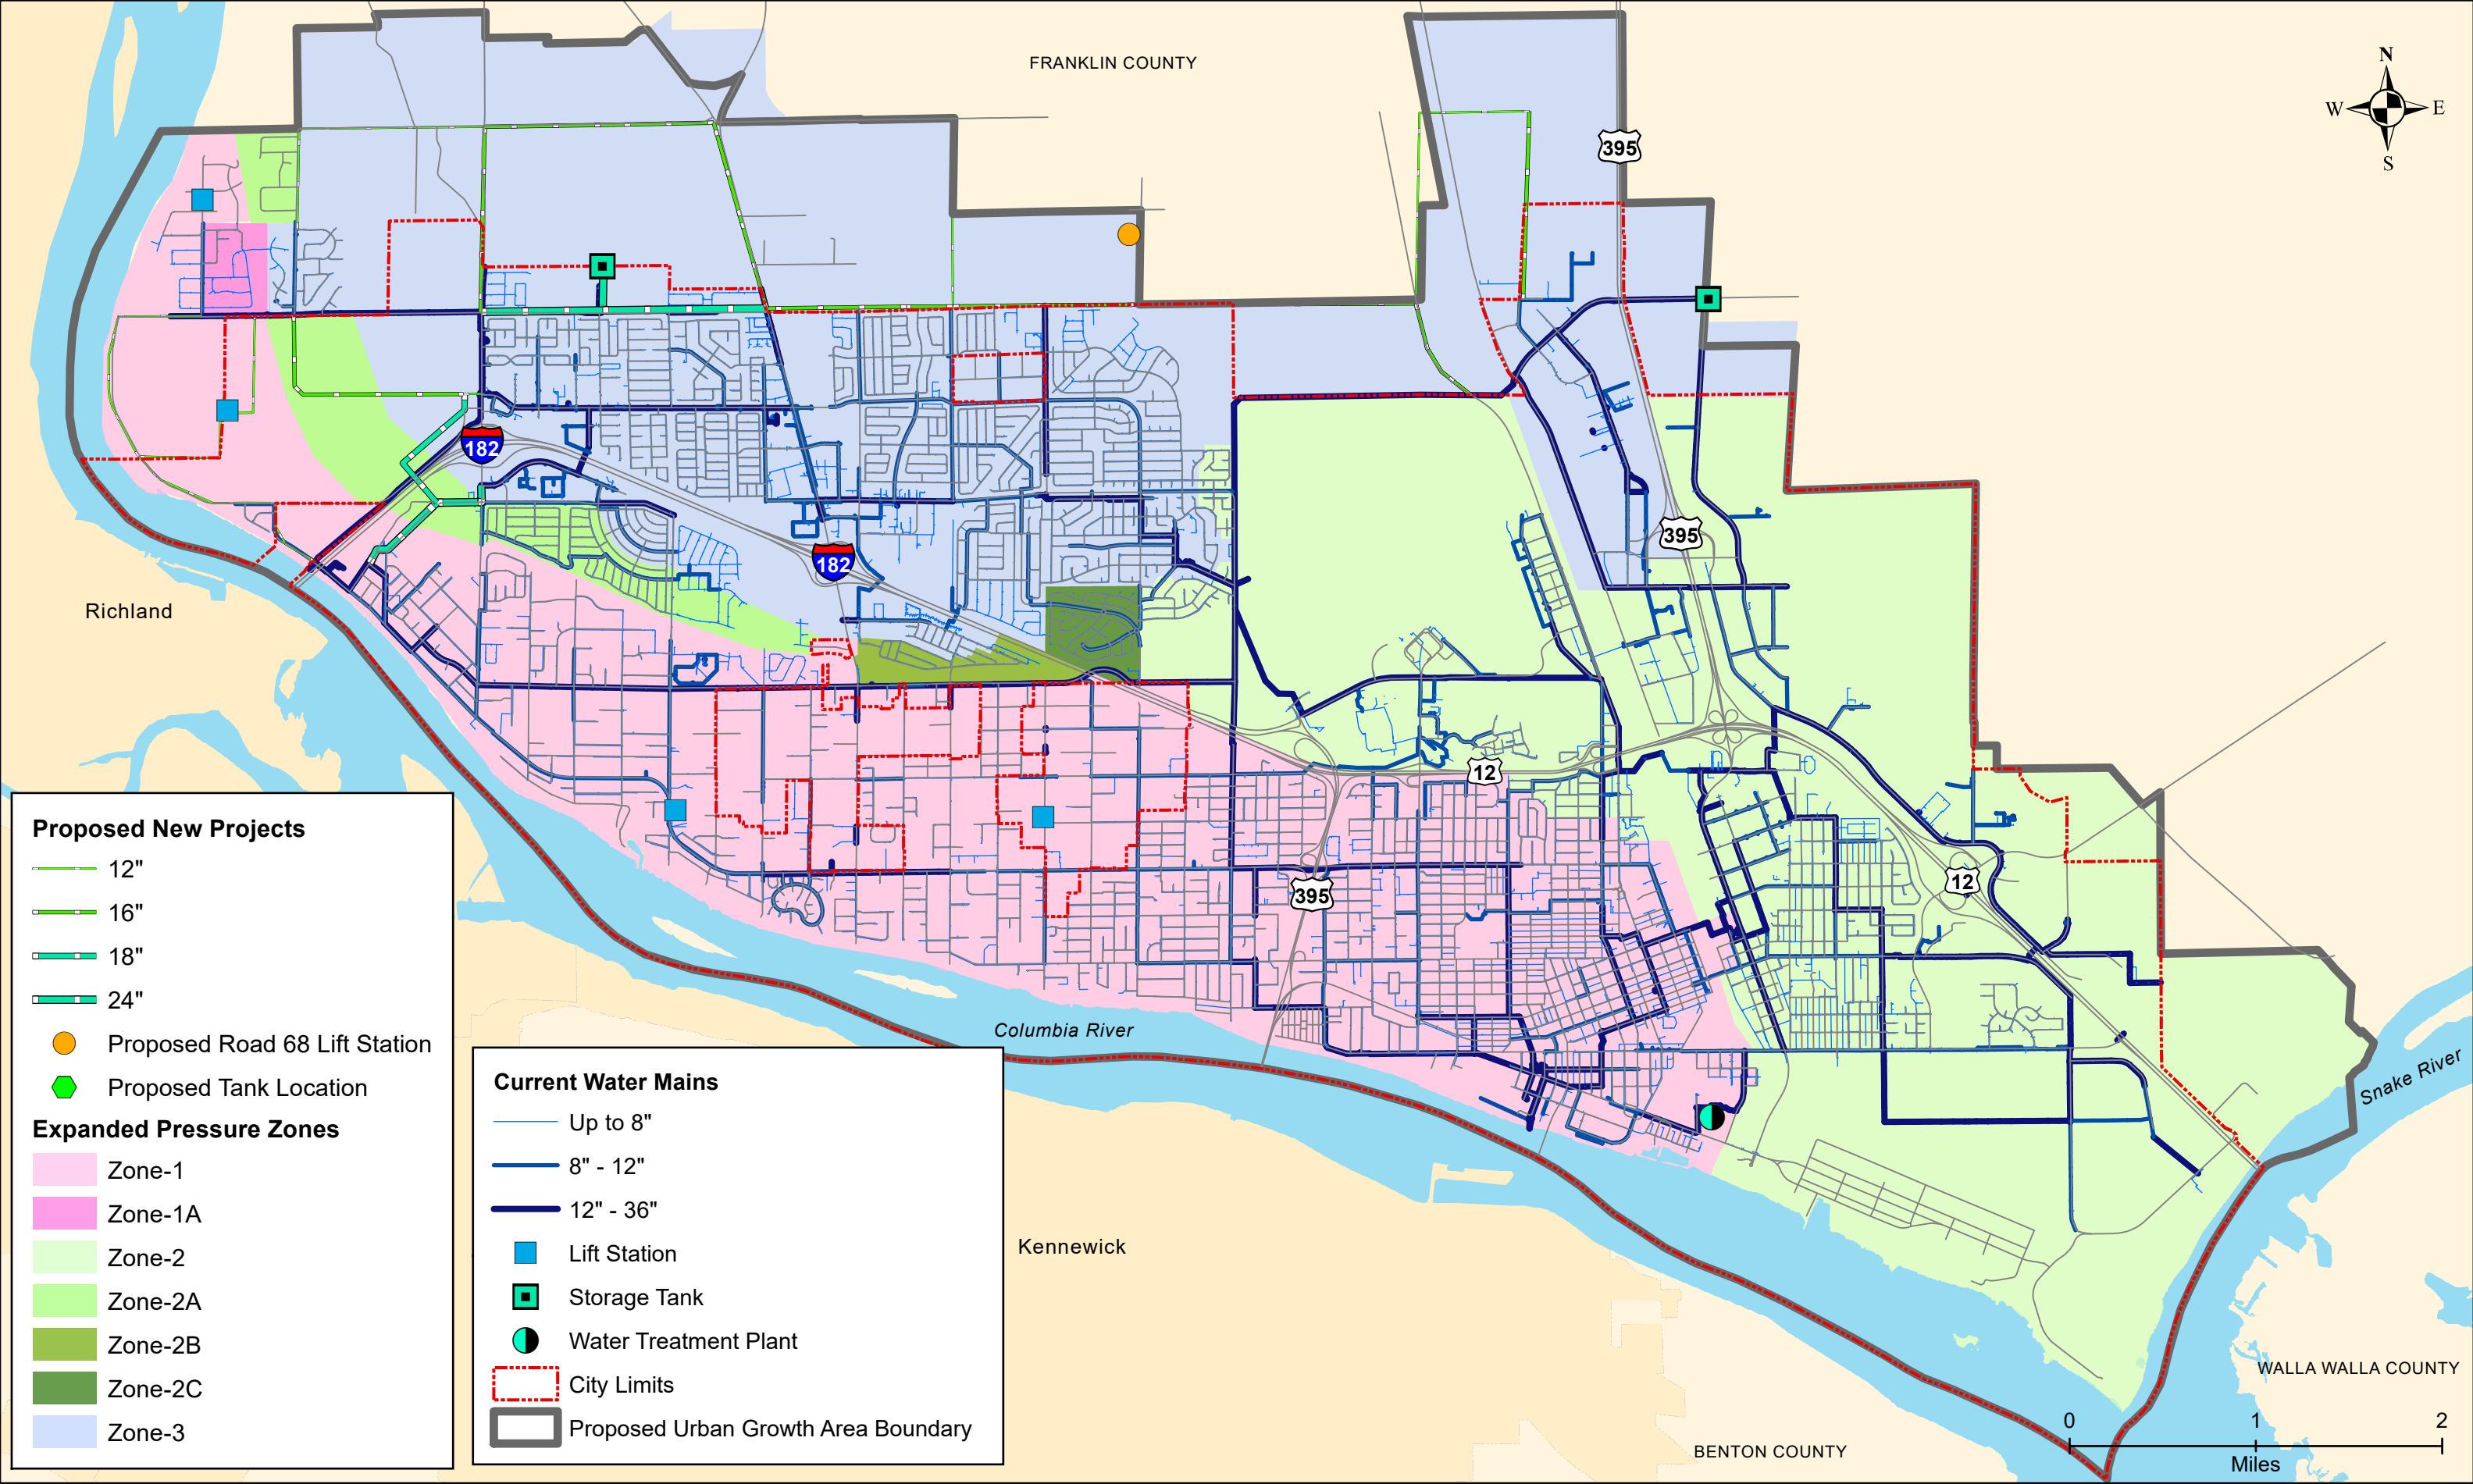 FRANKLIN COUNTY
N
W
E
S
395
182
395
182
Richland
12
12
395
Columbia River
Snake River
Kennewick
WALLA WALLA COUNTY
BENTON COUNTY
0 1 2
Miles
Proposed New Projects
12"
16"
18"
24"
Proposed Road 68 Lift Station
Proposed Tank Location
Expanded Pressure Zones
Zone-1
Zone-1A
Zone-2
Zone-2A
Zone-2B
Zone-2C
Zone-3
Current Water Mains
Up to 8"
8" - 12"
12" - 36"
Lift Station
Storage Tank
Water Treatment Plant
City Limits
Proposed Urban Growth Area Boundary